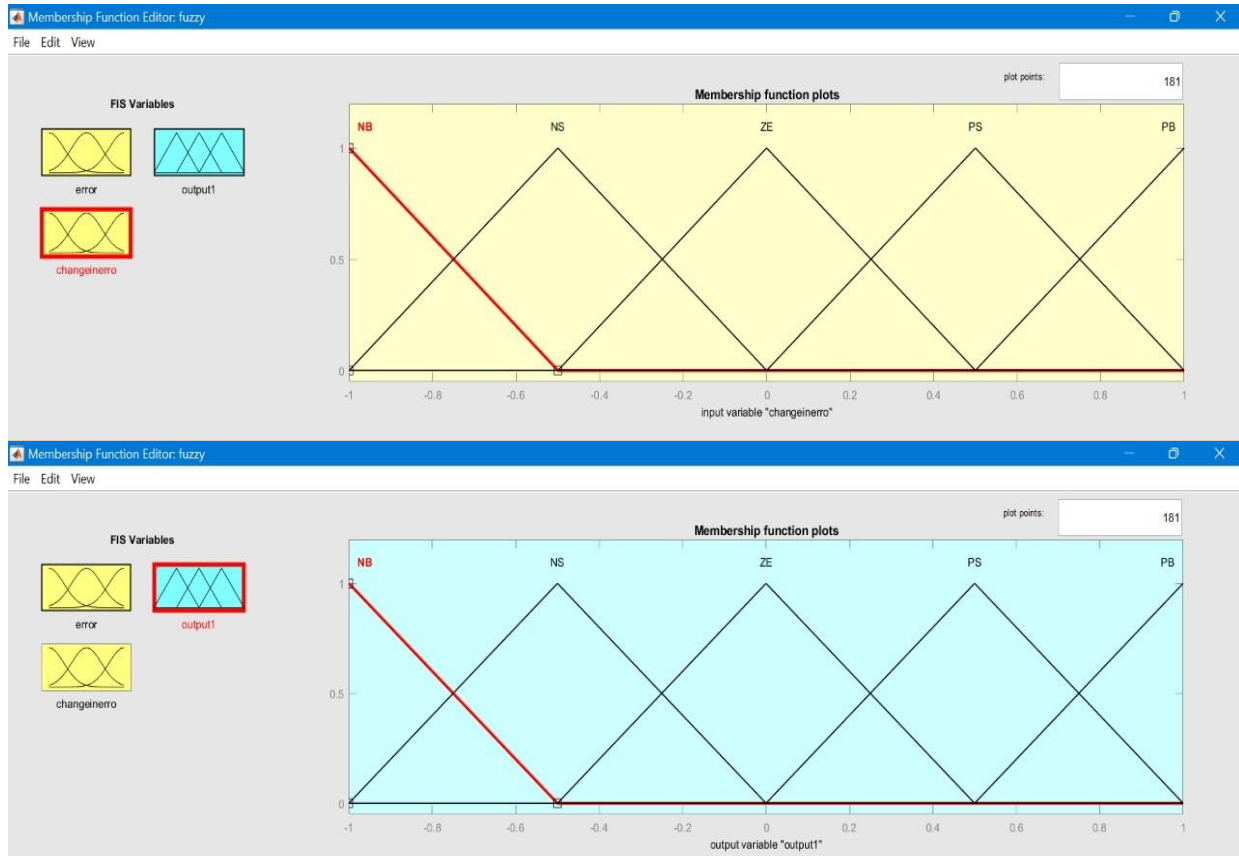 Membership Function Editor: fuzzy
File Edit View
plot points: 181
FIS Variables
Membership function plots
error output1
changeinerro
NB NS ZE PS PB
1
0.5
0
-1 -0.8 -0.6 -0.4 -0.2 0 0.2 0.4 0.6 0.8 1
input variable "changeinerro"
Membership Function Editor: fuzzy
File Edit View
plot points: 181
FIS Variables
Membership function plots
error output1
changeinerro
NB NS ZE PS PB
1
0.5
0
-1 -0.8 -0.6 -0.4 -0.2 0 0.2 0.4 0.6 0.8 1
output variable "output1"